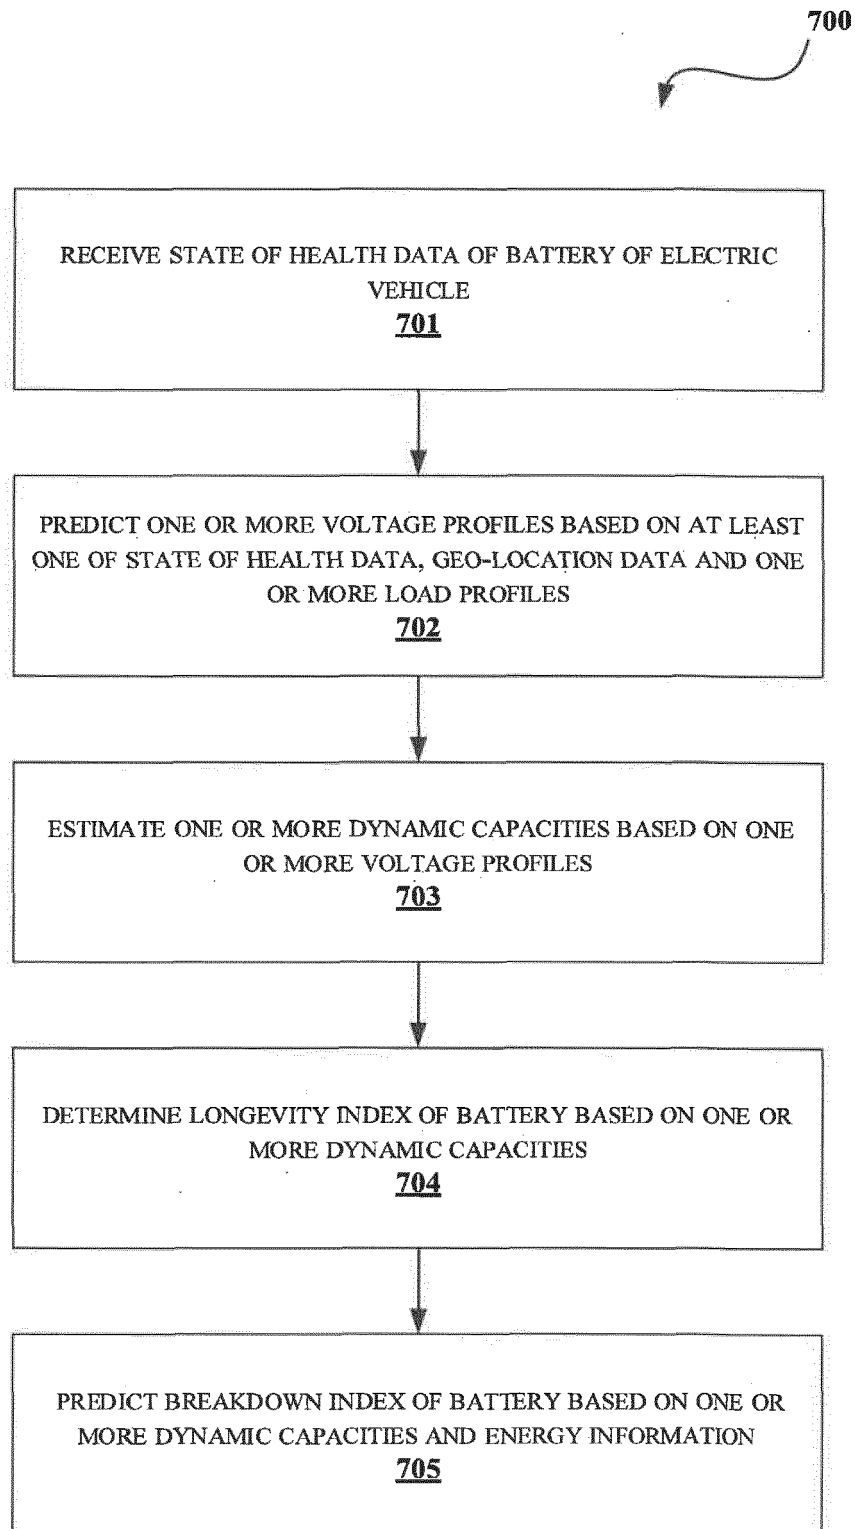 700
RECEIVE STATE OF HEALTH DATA OF BATTERY OF ELECTRIC
VEHICLE
701
PREDICT ONE OR MORE VOLTAGE PROFILES BASED ON AT LEAST
ONE OF STATE OF HEALTH DATA, GEO-LOCATION DATA AND ONE
OR MORE LOAD PROFILES
702
ESTIMATE ONE OR MORE DYNAMIC CAPACITIES BASED ON ONE
OR MORE VOLTAGE PROFILES
703
DETERMINE LONGEVITY INDEX OF BATTERY BASED ON ONE OR
MORE DYNAMIC CAPACITIES
704
PREDICT BREAKDOWN INDEX OF BATTERY BASED ON ONE OR
MORE DYNAMIC CAPACITIES AND ENERGY INFORMATION
705